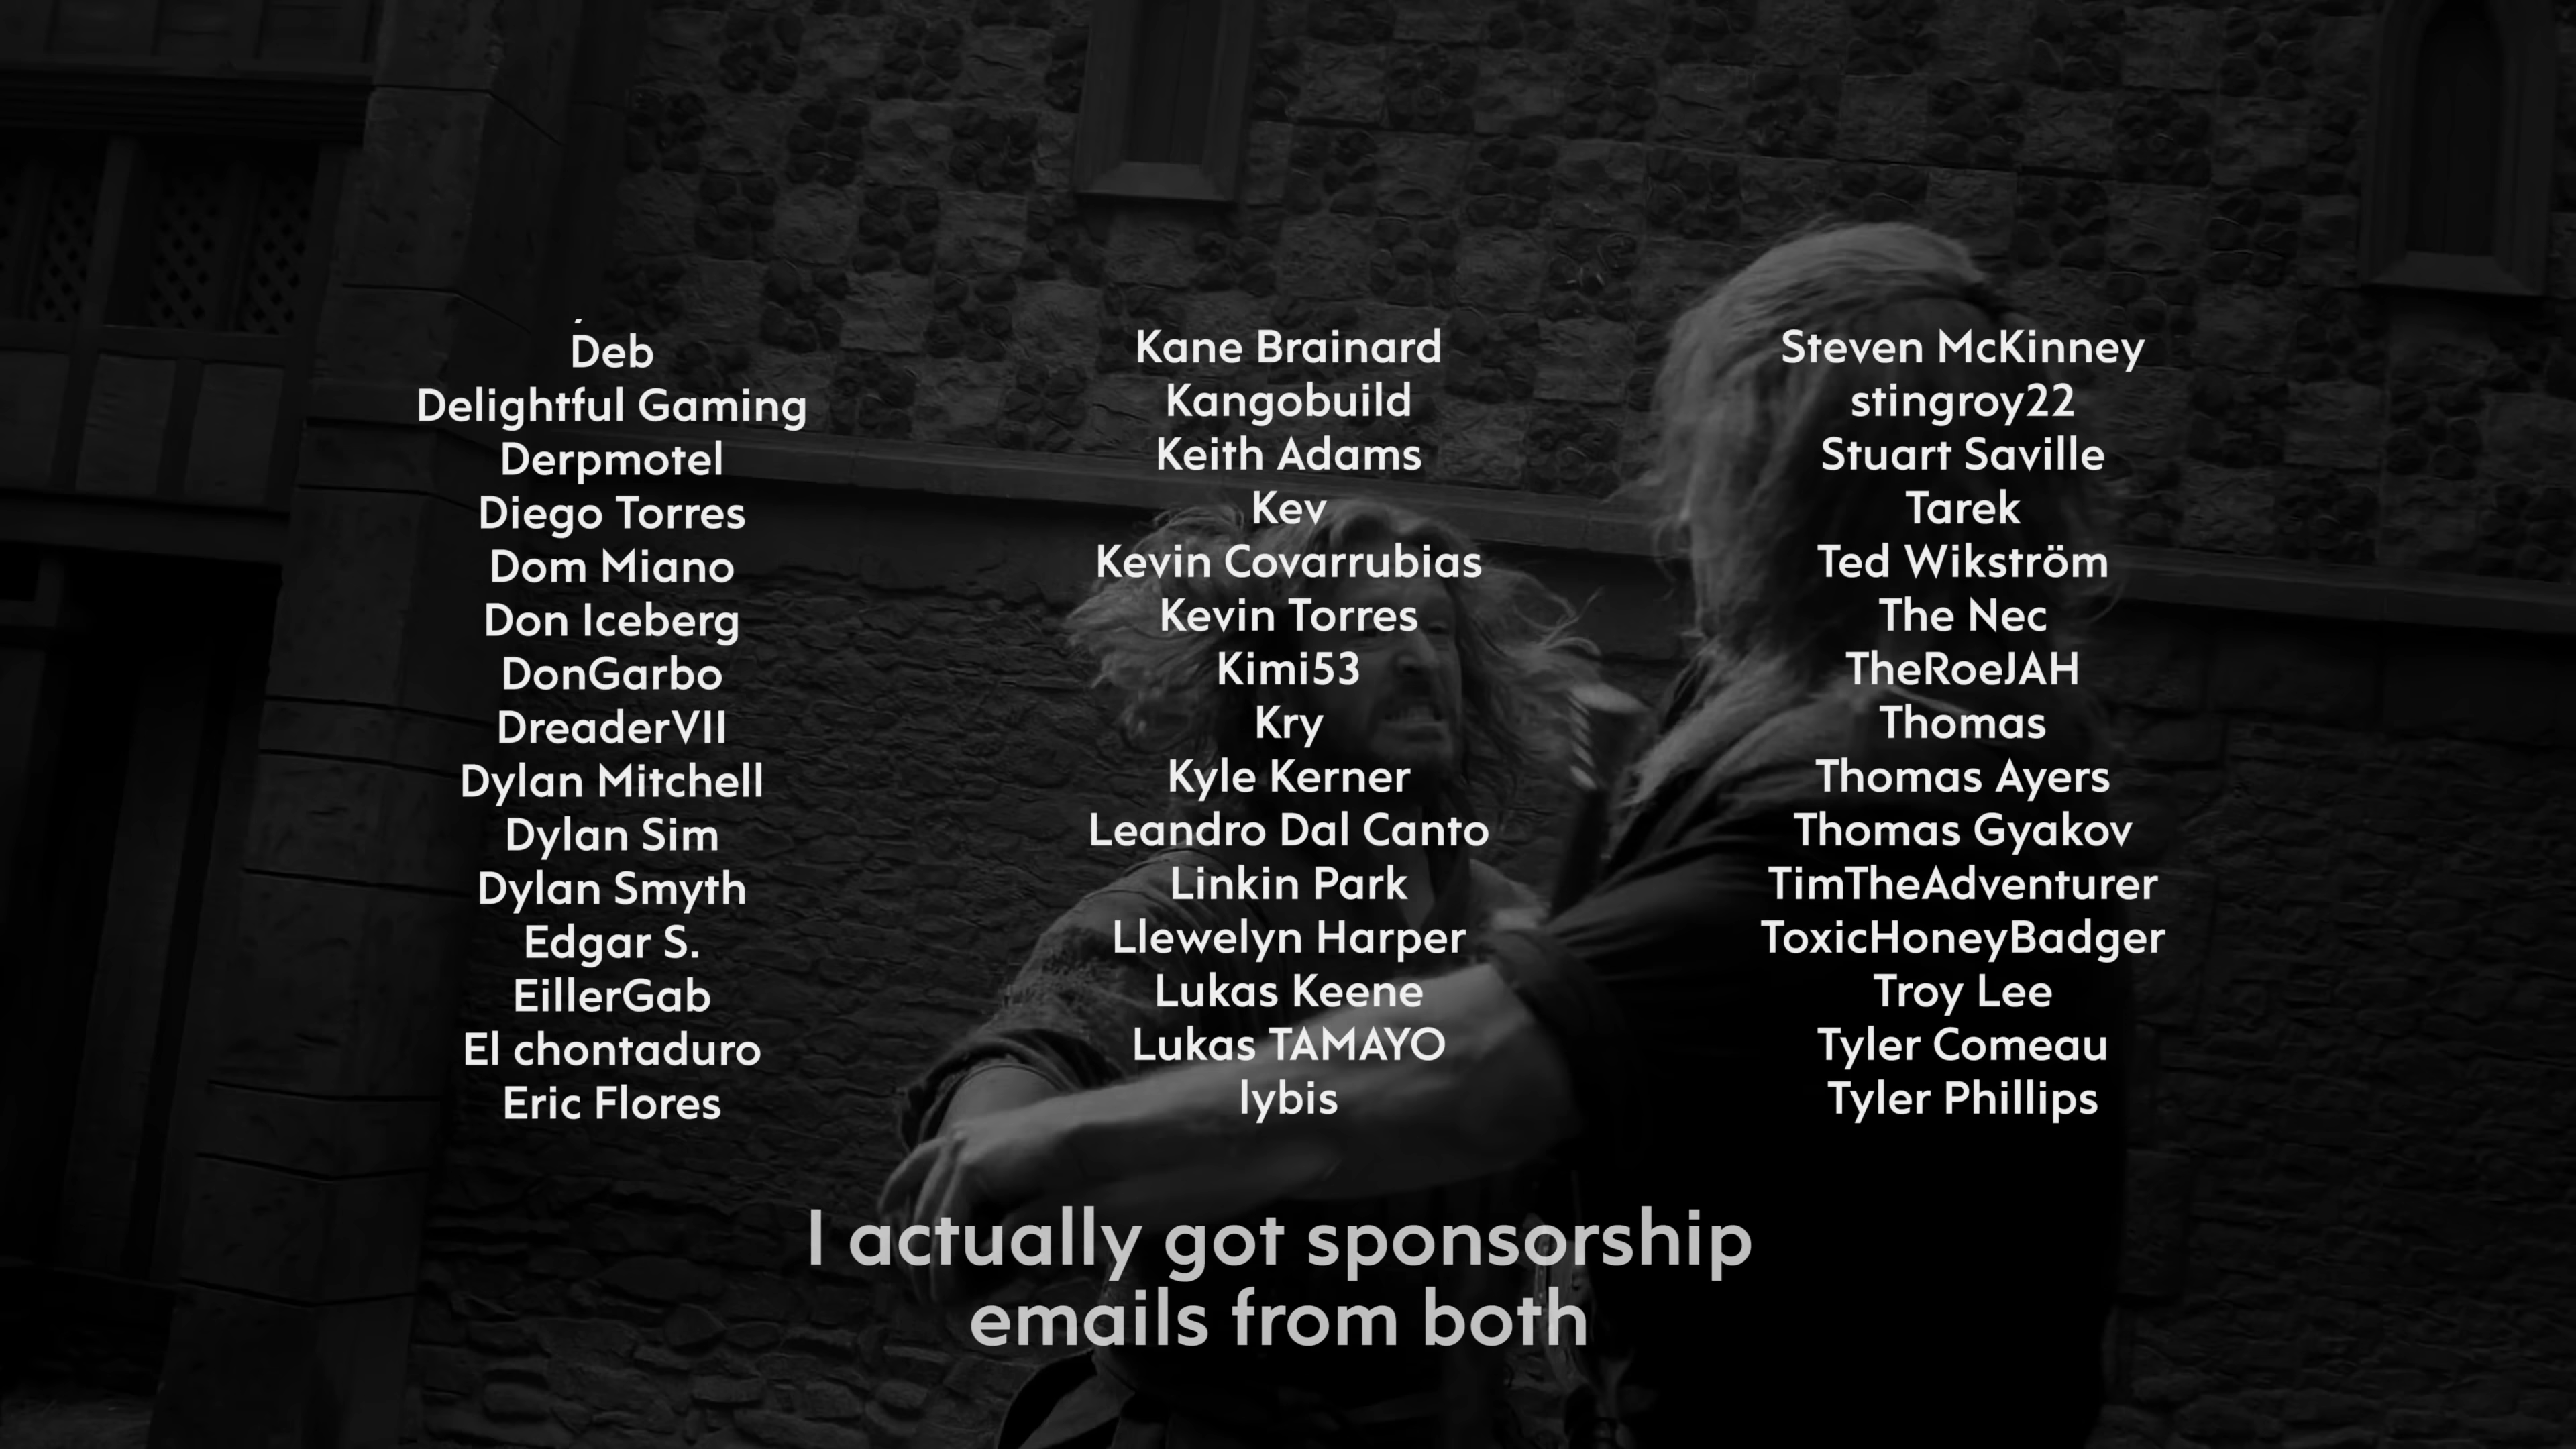 Deb
Delightful Gaming
Derpmotel
Diego Torres
Dom Miano
Don Iceberg
DonGarbo
DreaderVII
Dylan Mitchell
Dylan Sim
Dylan Smyth
Edgar S.
EillerGab
El chontaduro
Eric Flores
Kane Brainard
Kangobuild
Keith Adams
Kev
Kevin Covarrubias
Kevin Torres
Kimi53
Kry
Kyle Kerner
Leandro Dal Canto
Linkin Park
Llewelyn Harper
Lukas Keene
Lukas TAMAYO
lybis
Steven McKinney
stingroy22
Stuart Saville
Tarek
Ted Wikström
The Nec
TheRoeJAH
Thomas
Thomas Ayers
Thomas Gyakov
TimTheAdventurer
ToxicHoneyBadger
Troy Lee
Tyler Comeau
Tyler Phillips
I actually got sponsorship
emails from both